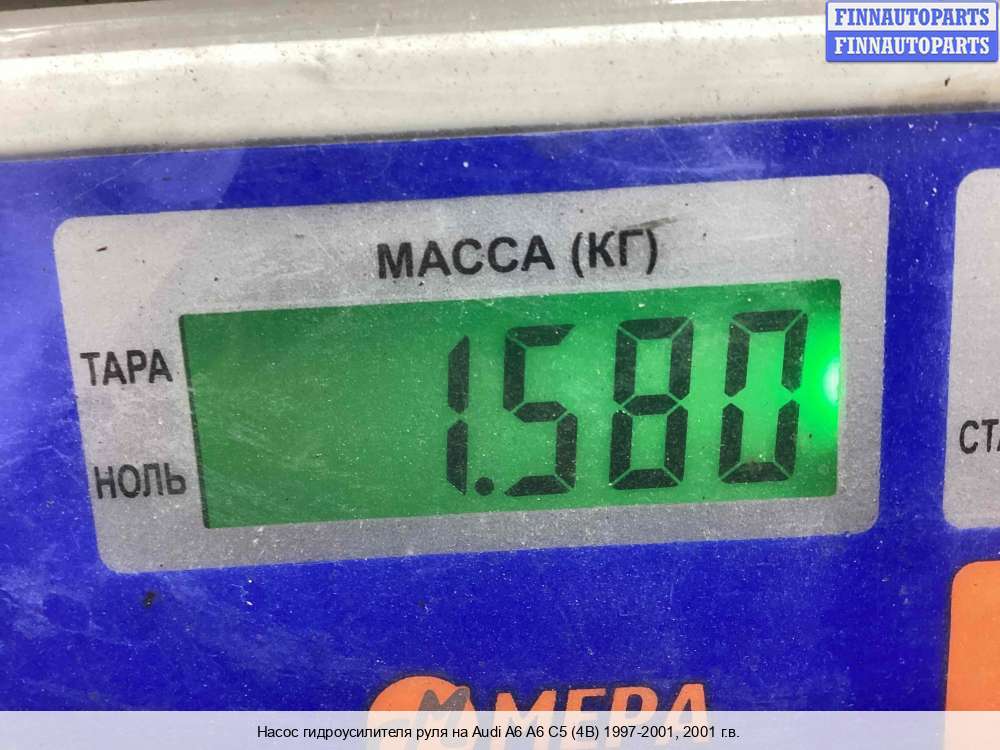 FINNAUTOPARTS
FINNAUTOPARTS
МАССА (КГ)
ТАРА
1.580
НОЛЬ
МЕРА
Насос гидроусилителя руля на Audi A6 A6 C5 (4B) 1997-2001, 2001 г.в.